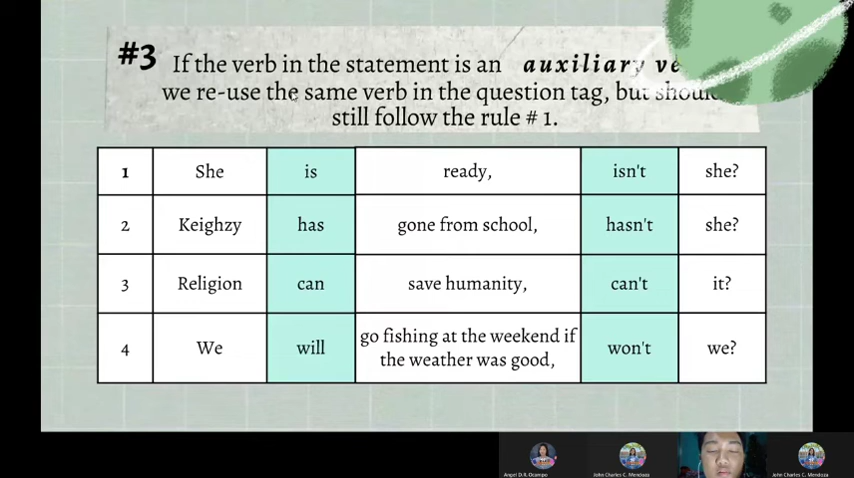 #3 If the verb in the statement is an auxiliary
we re-use the same verb in the question tag, but
still follow the rule # 1.
1 She is ready, isn't she?
2 Keighzy has gone from school, hasn't she?
3 Religion can save humanity, can't it?
4 We will go fishing at the weekend if the weather was good, won't we?
Angel D.R. Ocampo John Charles C. Mendoza John Charles C. Mendoza